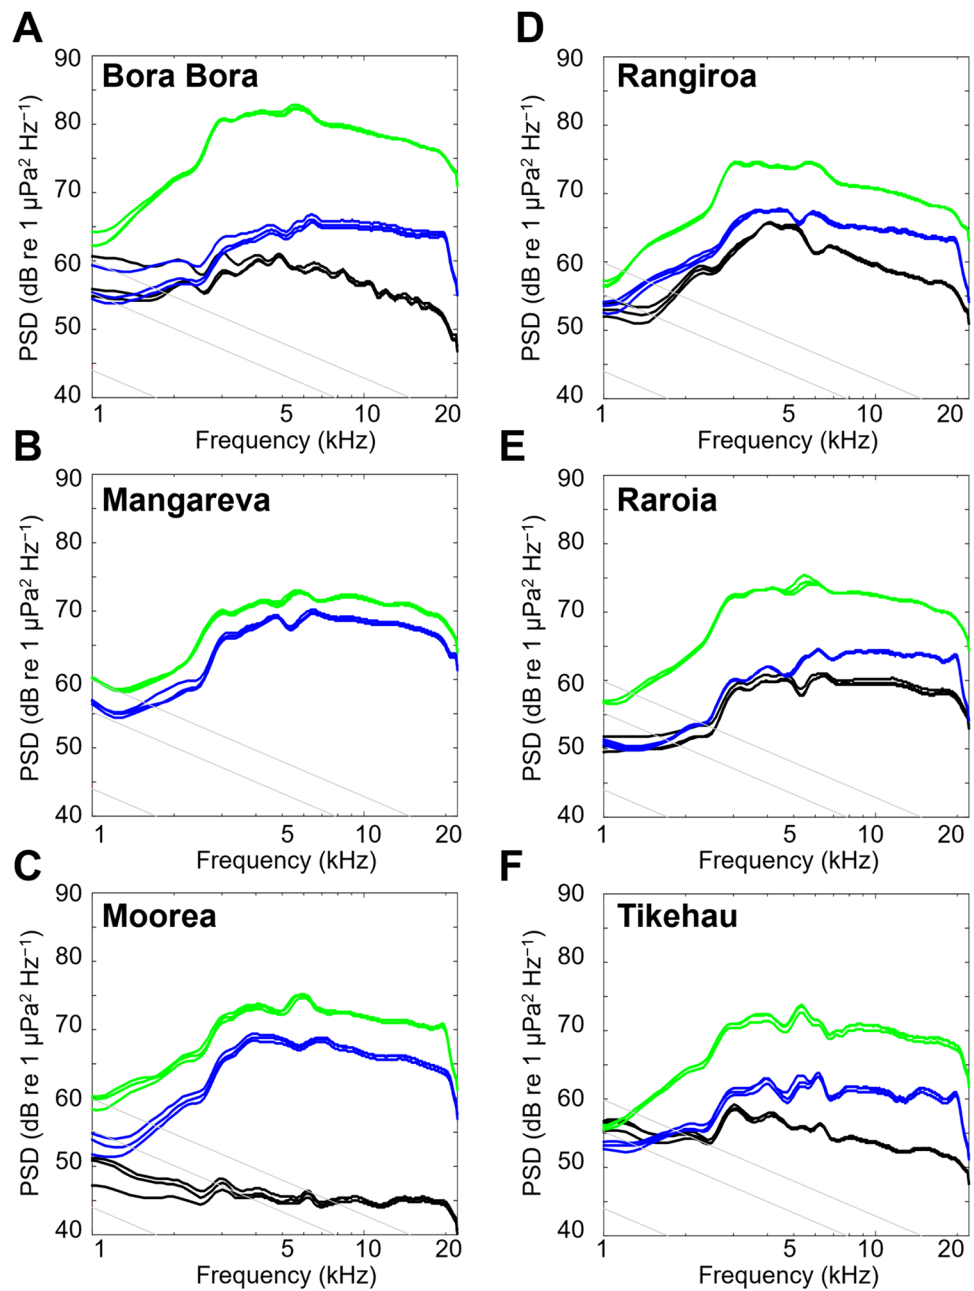 A
Bora Bora
PSD (dB re 1 µPa² Hz⁻¹)
90
80
70
60
50
40
1 5 10 20
Frequency (kHz)
B
Mangareva
PSD (dB re 1 µPa² Hz⁻¹)
90
80
70
60
50
40
1 5 10 20
Frequency (kHz)
C
Moorea
PSD (dB re 1 µPa² Hz⁻¹)
90
80
70
60
50
40
1 5 10 20
Frequency (kHz)
D
Rangiroa
PSD (dB re 1 µPa² Hz⁻¹)
90
80
70
60
50
40
1 5 10 20
Frequency (kHz)
E
Raroia
PSD (dB re 1 µPa² Hz⁻¹)
90
80
70
60
50
40
1 5 10 20
Frequency (kHz)
F
Tikehau
PSD (dB re 1 µPa² Hz⁻¹)
90
80
70
60
50
40
1 5 10 20
Frequency (kHz)